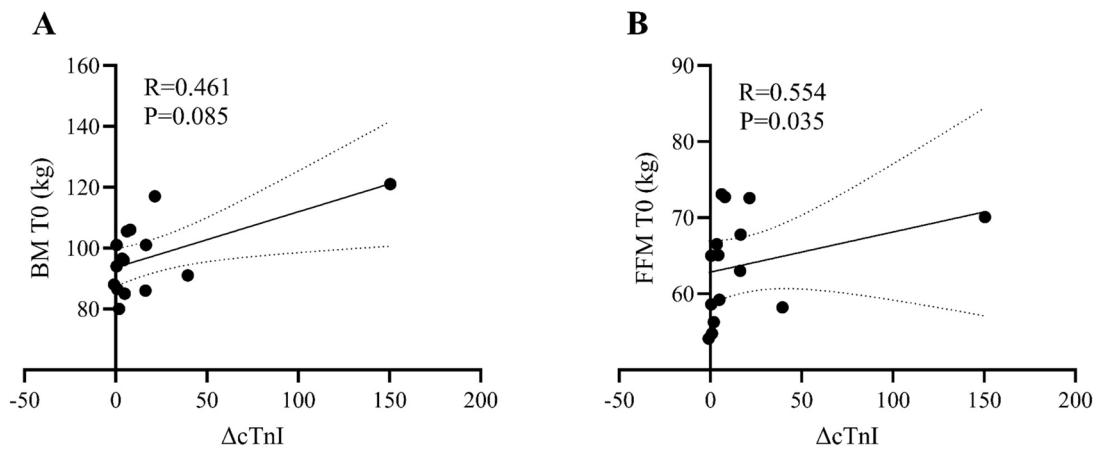 A
R=0.461
P=0.085
160
140
120
100
80
BM T0 (kg)
-50 0 50 100 150 200
ΔcTnI
B
R=0.554
P=0.035
90
80
70
60
FFM T0 (kg)
-50 0 50 100 150 200
ΔcTnI